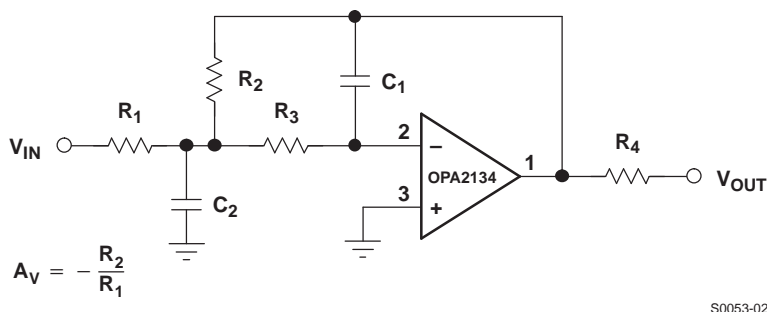 R2
C1
R1
R3
VIN
2
−
OPA2134
1
R4
VOUT
3
+
C2
AV = − R2
R1
S0053-02